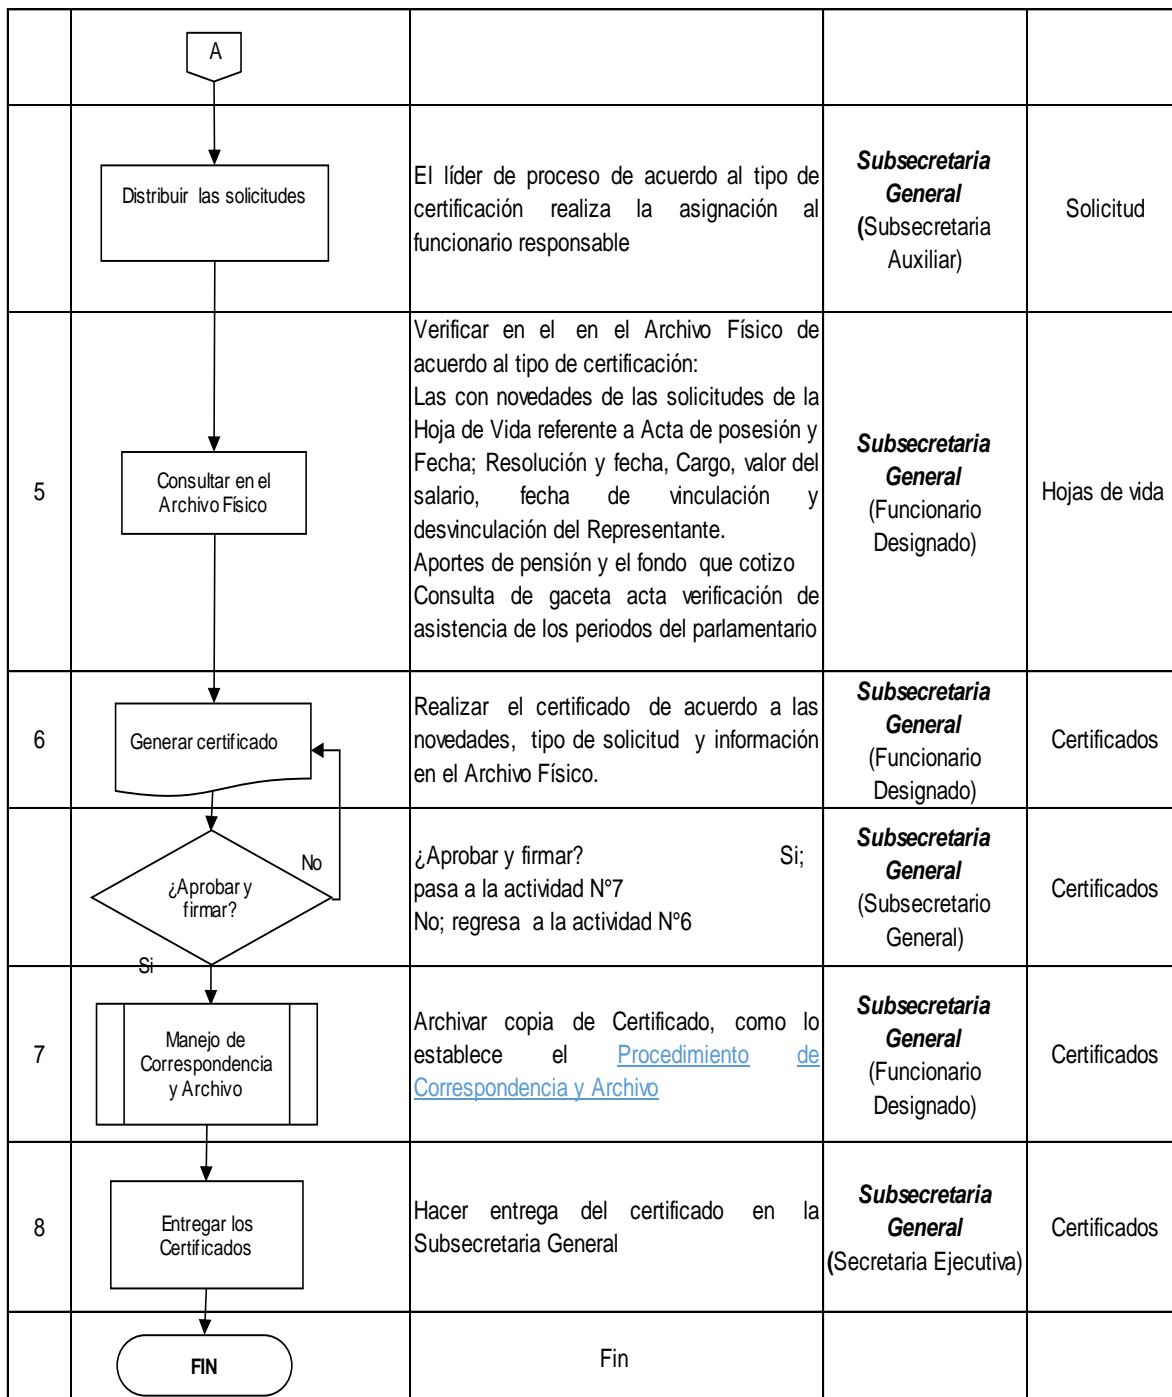 A
Distribuir las solicitudes
El líder de proceso de acuerdo al tipo de
certificación realiza la asignación al
funcionario responsable
Subsecretaria
General
(Subsecretaria
Auxiliar)
Solicitud
5
Consultar en el
Archivo Físico
Verificar en el en el Archivo Físico de
acuerdo al tipo de certificación:
Las con novedades de las solicitudes de la
Hoja de Vida referente a Acta de posesión y
Fecha; Resolución y fecha, Cargo, valor del
salario, fecha de vinculación y
desvinculación del Representante.
Aportes de pensión y el fondo que cotizo
Consulta de gaceta acta verificación de
asistencia de los periodos del parlamentario
Subsecretaria
General
(Funcionario
Designado)
Hojas de vida
6
Generar certificado
Realizar el certificado de acuerdo a las
novedades, tipo de solicitud y información
en el Archivo Físico.
Subsecretaria
General
(Funcionario
Designado)
Certificados
¿Aprobar y
firmar?
No
Si
¿Aprobar y firmar? Si;
pasa a la actividad N°7
No; regresa a la actividad N°6
Subsecretaria
General
(Subsecretario
General)
Certificados
7
Manejo de
Correspondencia
y Archivo
Archivar copia de Certificado, como lo
establece el Procedimiento de
Correspondencia y Archivo
Subsecretaria
General
(Funcionario
Designado)
Certificados
8
Entregar los
Certificados
Hacer entrega del certificado en la
Subsecretaria General
Subsecretaria
General
(Secretaria Ejecutiva)
Certificados
FIN
Fin